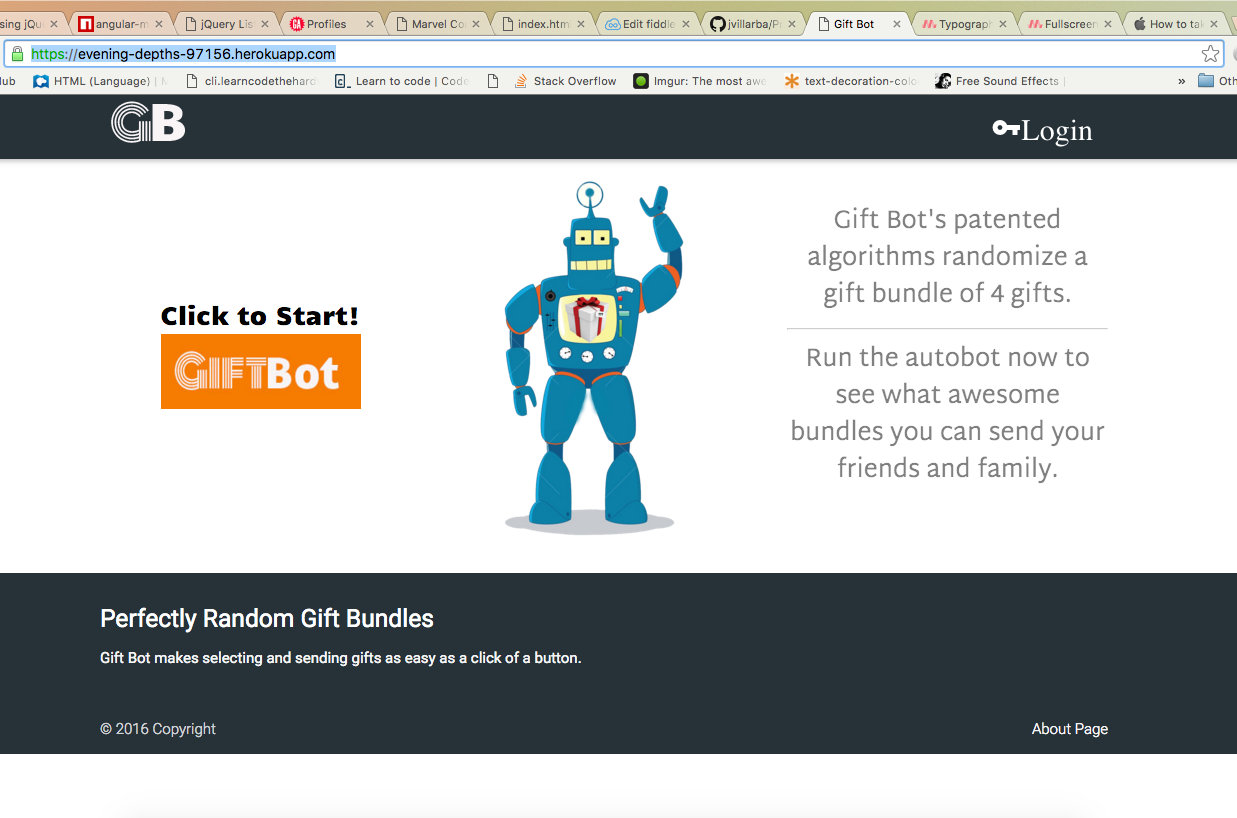 sing jQu
angular-m
jQuery Lis
Profiles
Marvel Co
index.htm
Edit fiddle
jvillarba/Pr
Gift Bot
Typograp
Fullscreen
How to tak
https://evening-depths-97156.herokuapp.com
lub
HTML (Language) | M
cli.learncodethehard
Learn to code | Code
Stack Overflow
Imgur: The most awe
text-decoration-colo
Free Sound Effects |
»
Oth
GB
Login
Gift Bot's patented
algorithms randomize a
gift bundle of 4 gifts.
Click to Start!
GIFTBot
Run the autobot now to
see what awesome
bundles you can send your
friends and family.
Perfectly Random Gift Bundles
Gift Bot makes selecting and sending gifts as easy as a click of a button.
© 2016 Copyright
About Page